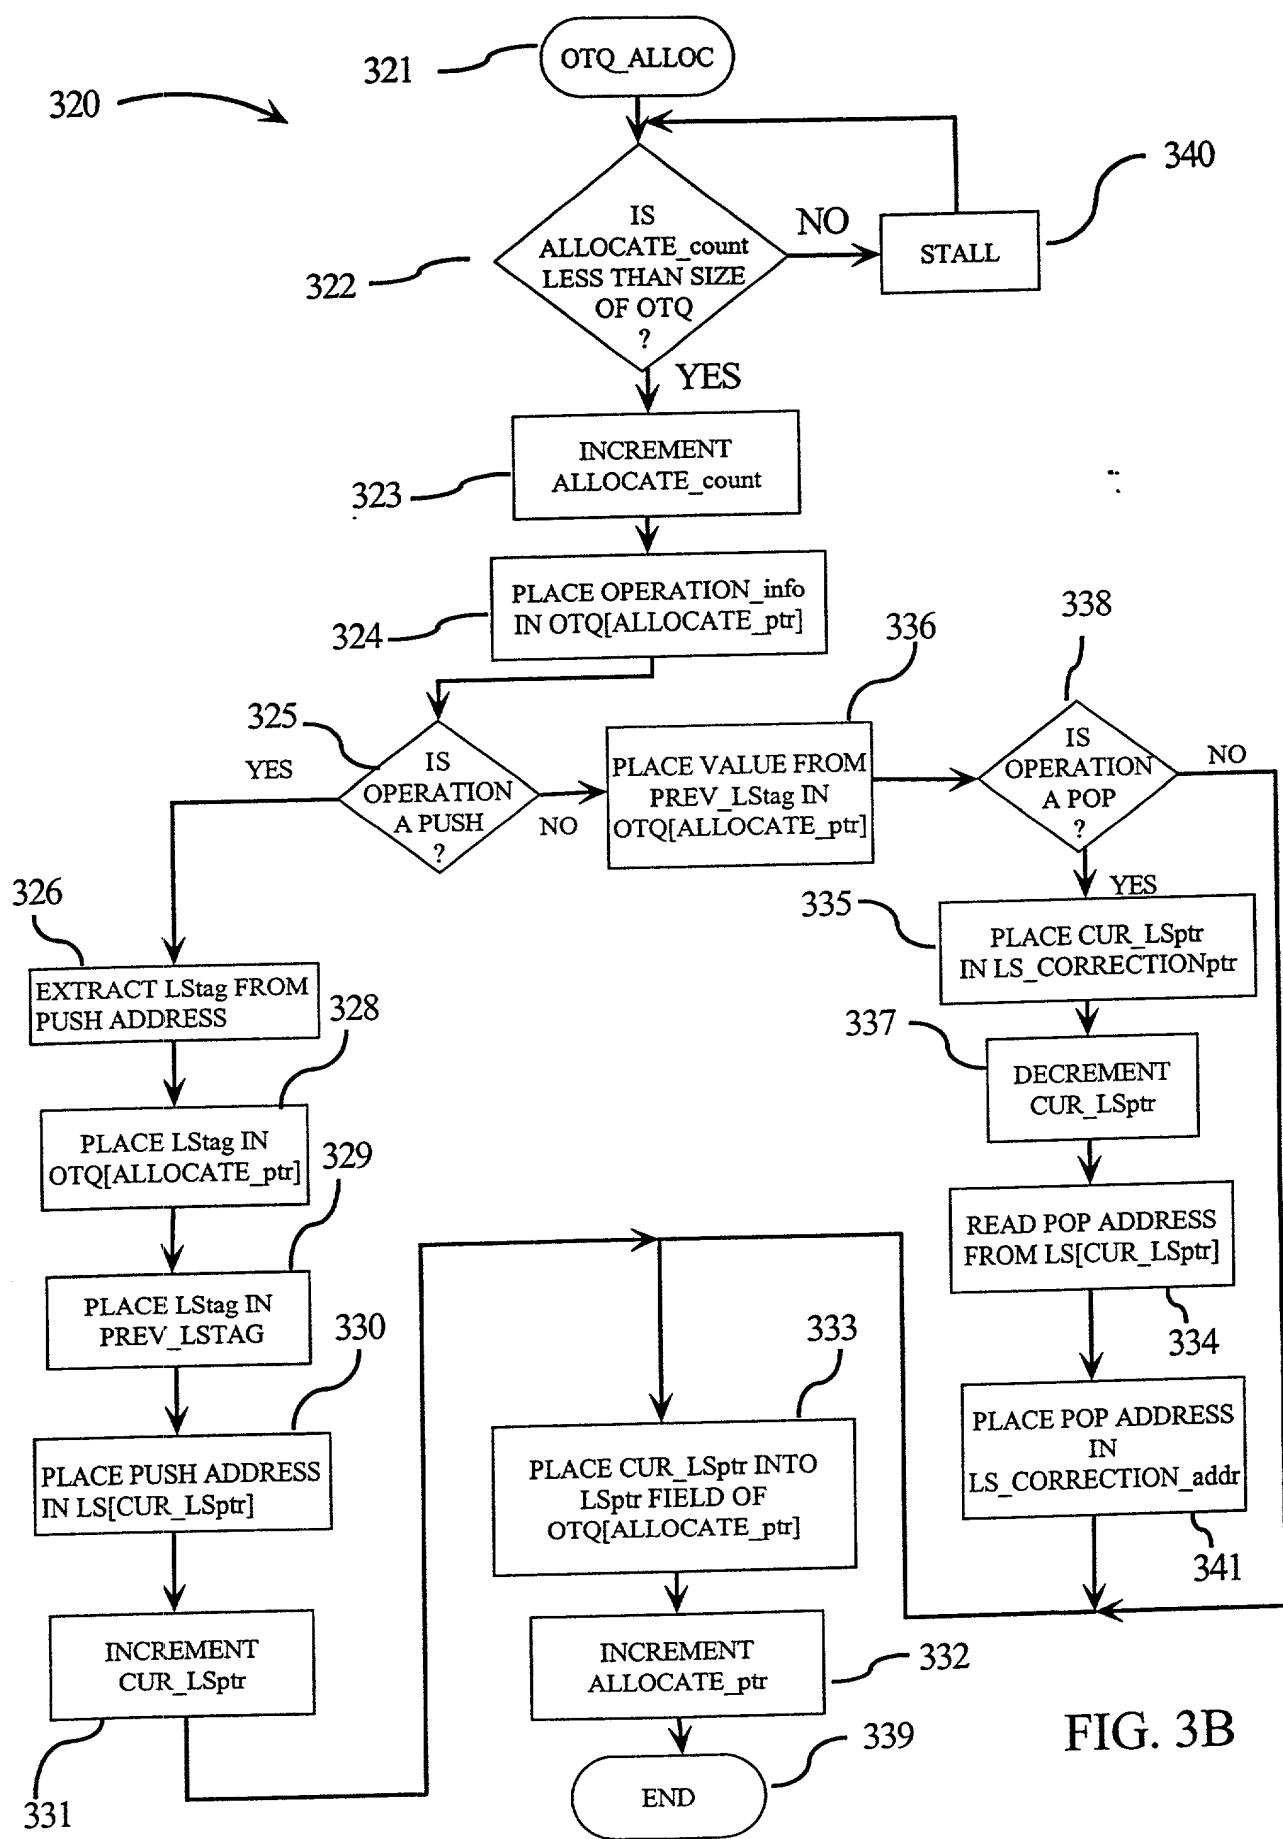 321
OTQ_ALLOC
320
340
IS
ALLOCATE_count
LESS THAN SIZE
OF OTQ
?
NO
STALL
322
YES
INCREMENT
ALLOCATE_count
323
PLACE OPERATION_info
IN OTQ[ALLOCATE_ptr]
324
336
338
325
YES
IS
OPERATION
A PUSH
?
NO
PLACE VALUE FROM
PREV_LStag IN
OTQ[ALLOCATE_ptr]
IS
OPERATION
A POP
?
NO
YES
326
335
PLACE CUR_LSptr
IN LS_CORRECTIONptr
EXTRACT LStag FROM
PUSH ADDRESS
328
337
DECREMENT
CUR_LSptr
PLACE LStag IN
OTQ[ALLOCATE_ptr]
329
READ POP ADDRESS
FROM LS[CUR_LSptr]
334
PLACE LStag IN
PREV_LSTAG
330
333
PLACE POP ADDRESS
IN
LS_CORRECTION_addr
341
PLACE PUSH ADDRESS
IN LS[CUR_LSptr]
PLACE CUR_LSptr INTO
LSptr FIELD OF
OTQ[ALLOCATE_ptr]
INCREMENT
CUR_LSptr
331
INCREMENT
ALLOCATE_ptr
332
339
END
FIG. 3B